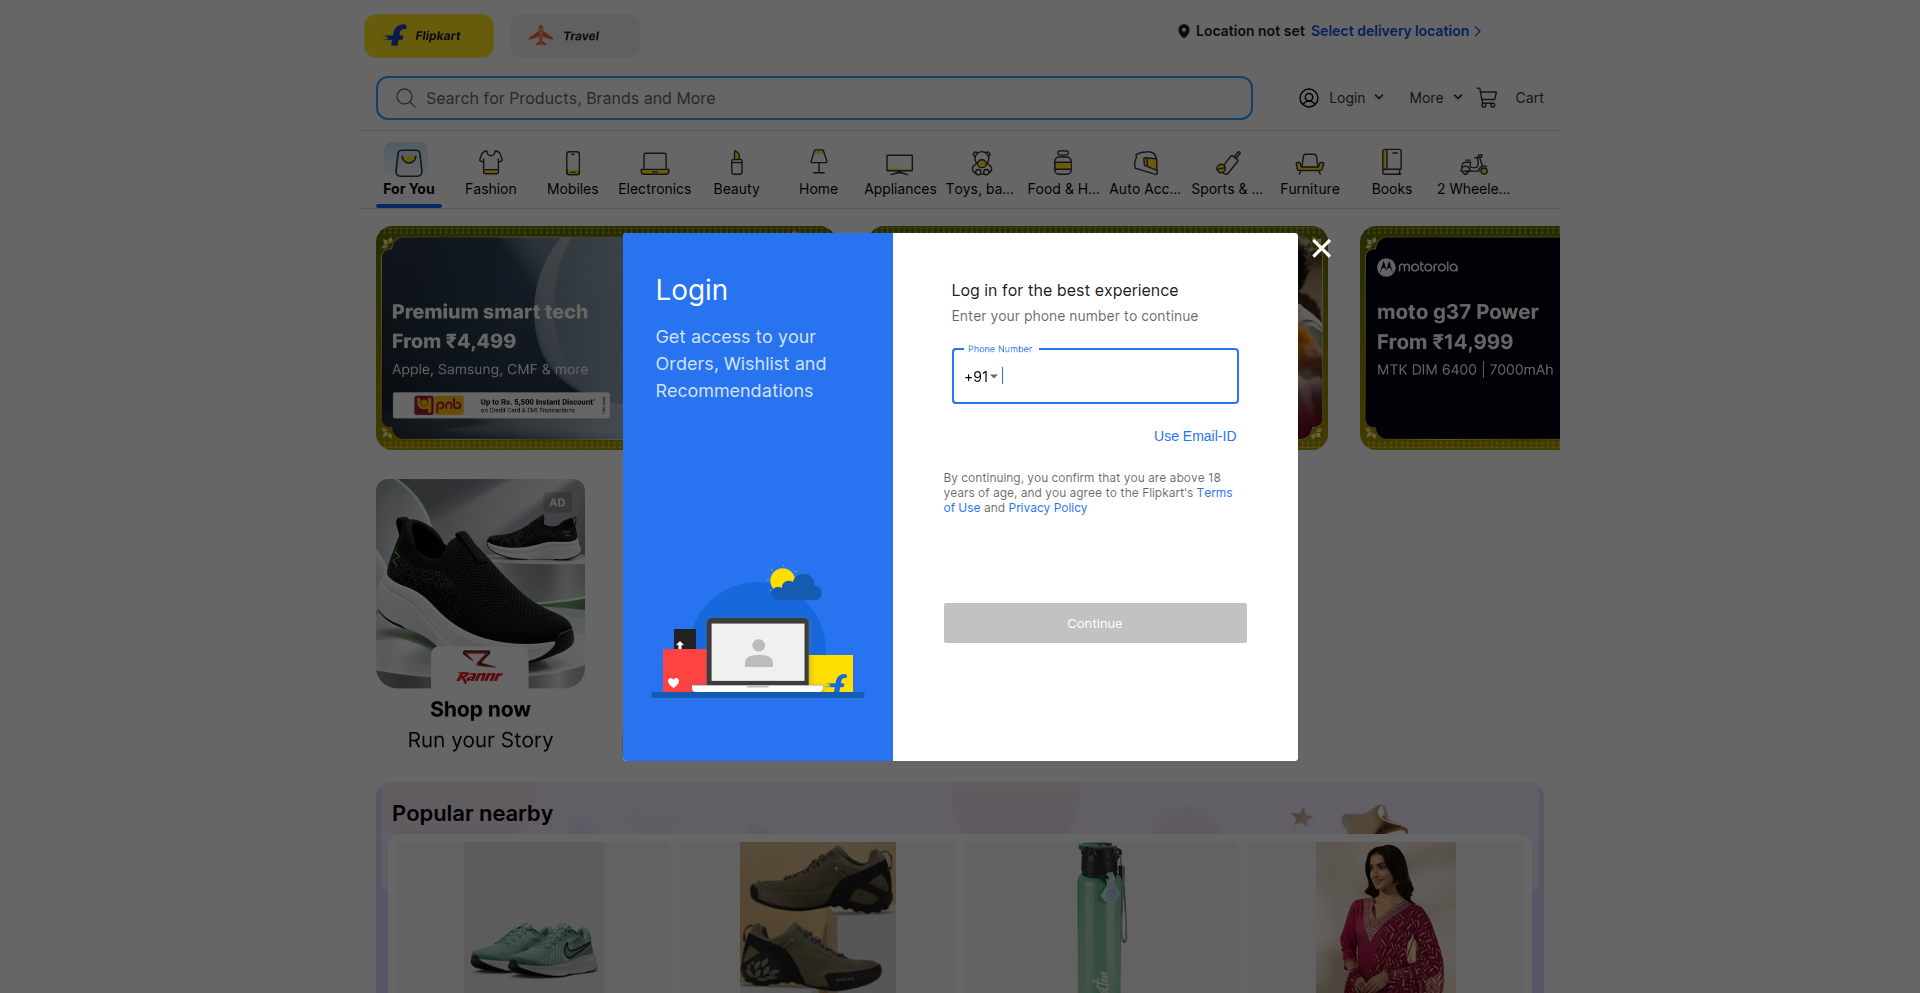 Flipkart
Travel
Location not set Select delivery location
Search for Products, Brands and More
Login
More
Cart
For You
Fashion
Mobiles
Electronics
Beauty
Home
Appliances
Toys, ba...
Food & H...
Auto Acc...
Sports & ...
Furniture
Books
2 Wheele...
Premium smart tech
From ₹4,499
Apple, Samsung, CMF & more
pnb
Up to Rs. 5,500 Instant Discount*
on Credit Card & EMI Transactions
motorola
moto g37 Power
From ₹14,999
MTK DIM 6400 | 7000mAh
Login
Get access to your
Orders, Wishlist and
Recommendations
Log in for the best experience
Enter your phone number to continue
Phone Number
+91
Use Email-ID
By continuing, you confirm that you are above 18
years of age, and you agree to the Flipkart's Terms
of Use and Privacy Policy
Continue
AD
Rannr
Shop now
Run your Story
Popular nearby